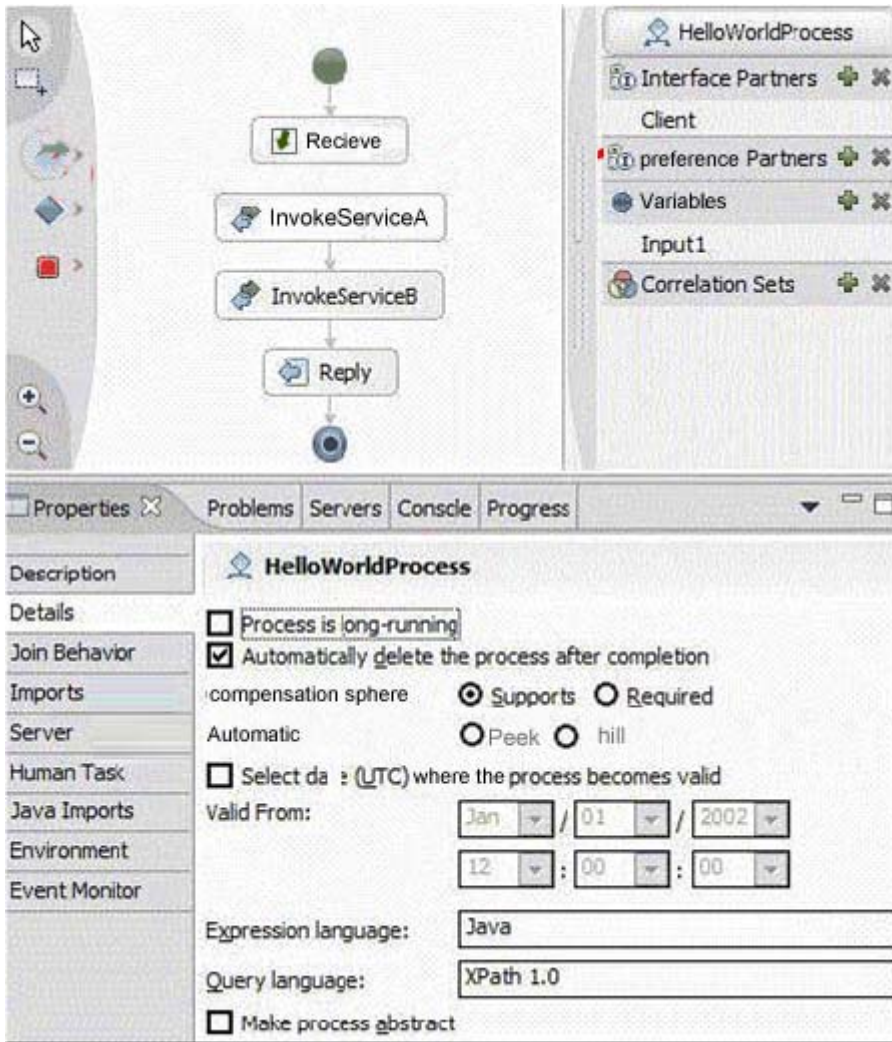 HelloWorldProcess
Interface Partners
Client
preference Partners
Variables
Input1
Correlation Sets
Recieve
InvokeServiceA
InvokeServiceB
Reply
Properties Problems Servers Conscle Progress
Description
Details
Join Behavior
Imports
Server
Human Task
Java Imports
Environment
Event Monitor
HelloWorldProcess
Process is long-running
Automatically delete the process after completion
compensation sphere Supports Required
Automatic Peek hill
Select da e (UTC) where the process becomes valid
Valid From: Jan / 01 / 2002
12 : 00 : 00
Expression language: Java
Query language: XPath 1.0
Make process abstract